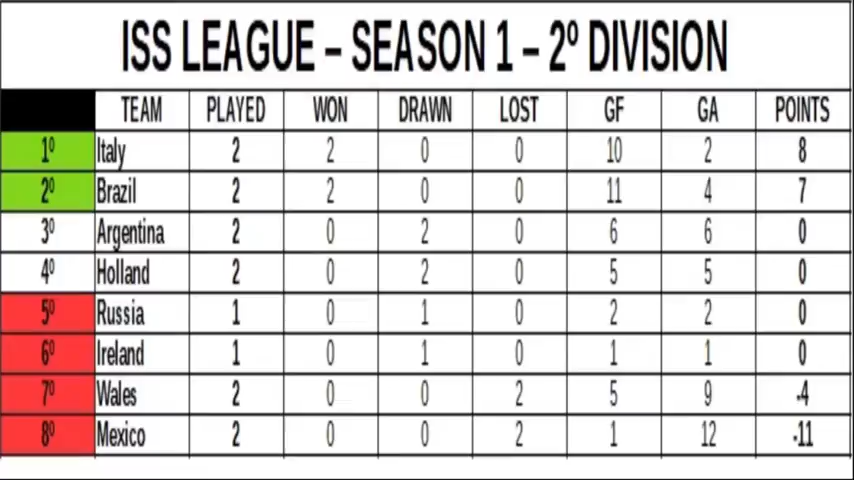 ISS LEAGUE – SEASON 1 – 2º DIVISION
TEAM PLAYED WON DRAWN LOST GF GA POINTS
1º Italy 2 2 0 0 10 2 8
2º Brazil 2 2 0 0 11 4 7
3º Argentina 2 0 2 0 6 6 0
4º Holland 2 0 2 0 5 5 0
5º Russia 1 0 1 0 2 2 0
6º Ireland 1 0 1 0 1 1 0
7º Wales 2 0 0 2 5 9 -4
8º Mexico 2 0 0 2 1 12 -11